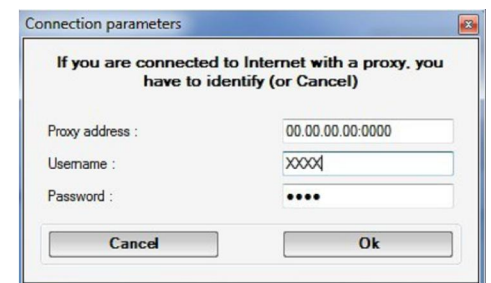 Connection parameters
If you are connected to Internet with a proxy, you
have to identify (or Cancel)
Proxy address : 00.00.00.00:0000
Username : XXXX
Password : ●●●●
Cancel Ok